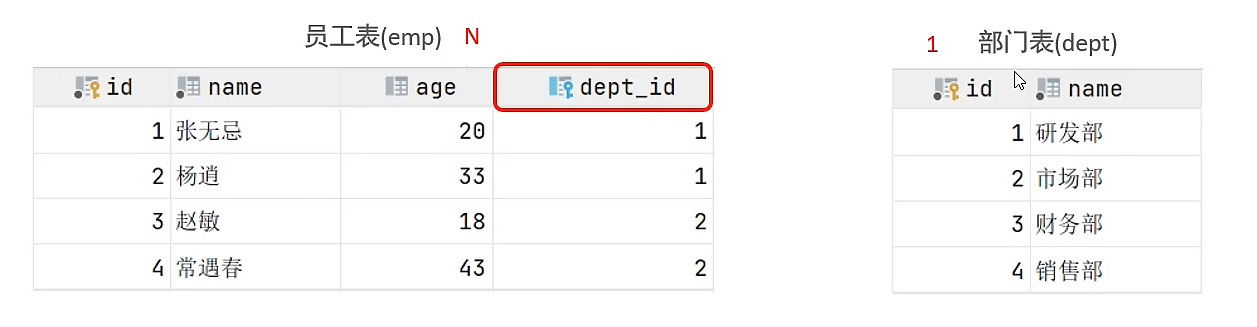 员工表(emp) N
1 部门表(dept)
id name age dept_id
1 张无忌 20 1
2 杨逍 33 1
3 赵敏 18 2
4 常遇春 43 2
id name
1 研发部
2 市场部
3 财务部
4 销售部